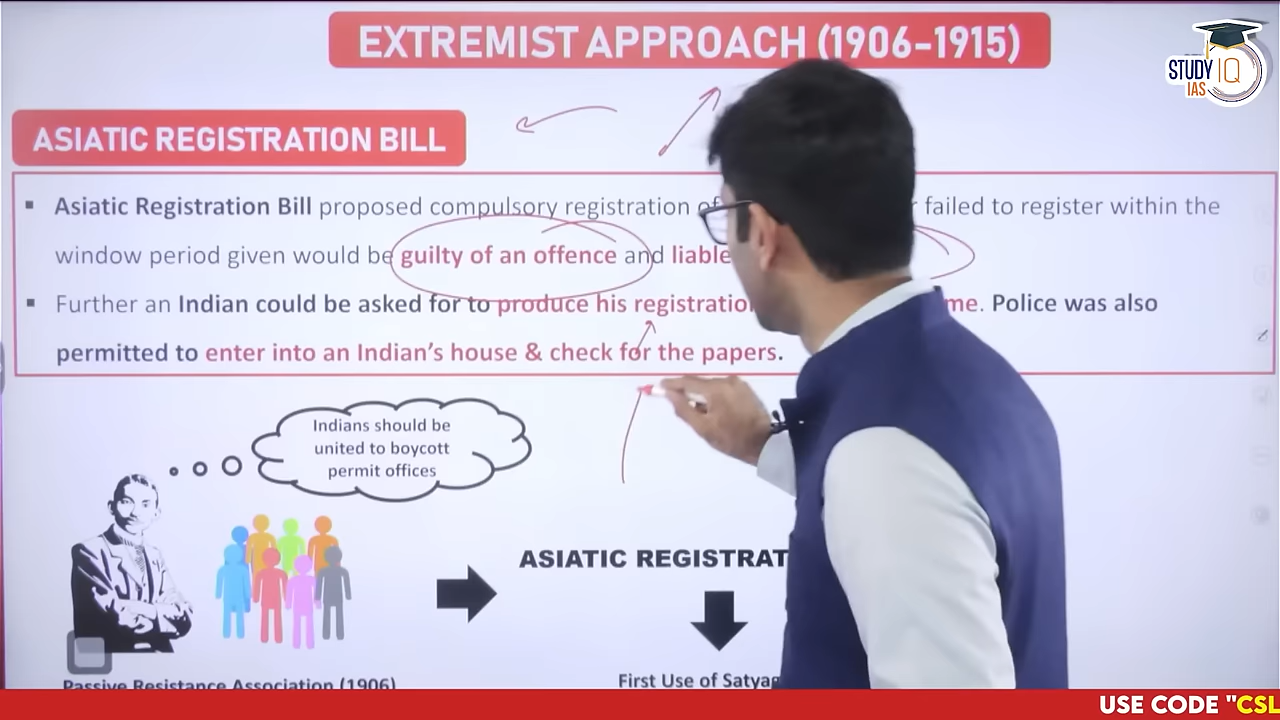 EXTREMIST APPROACH (1906-1915)
STUDY IQ
IAS
ASIATIC REGISTRATION BILL
▪ Asiatic Registration Bill proposed compulsory registration of failed to register within the
window period given would be guilty of an offence and liable
▪ Further an Indian could be asked for to produce his me. Police was also
permitted to enter into an Indian's house & check for the papers.
Indians should be
united to boycott
permit offices
ASIATIC
Passive Resistance Association (1906)
First Use of
USE CODE "CSL